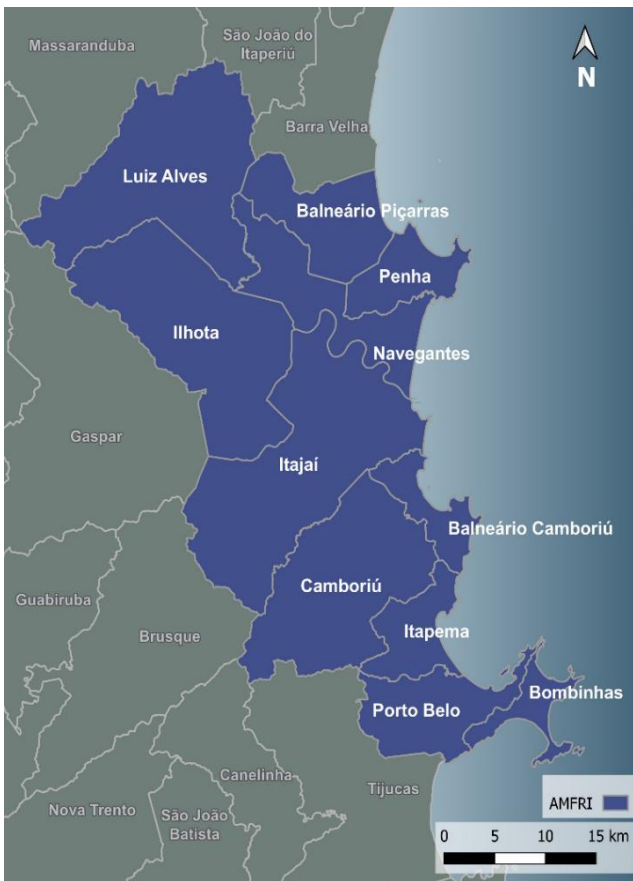 Massaranduba
São João do
Itaperiú
N
Barra Velha
Luiz Alves
Balneário Piçarras
Penha
Ilhota
Navegantes
Gaspar
Itajaí
Balneário Camboriú
Camboriú
Guabiruba
Itapema
Brusque
Bombinhas
Porto Belo
Canelinha
Tijucas
Nova Trento
São João
Batista
AMFRI
0 5 10 15 km